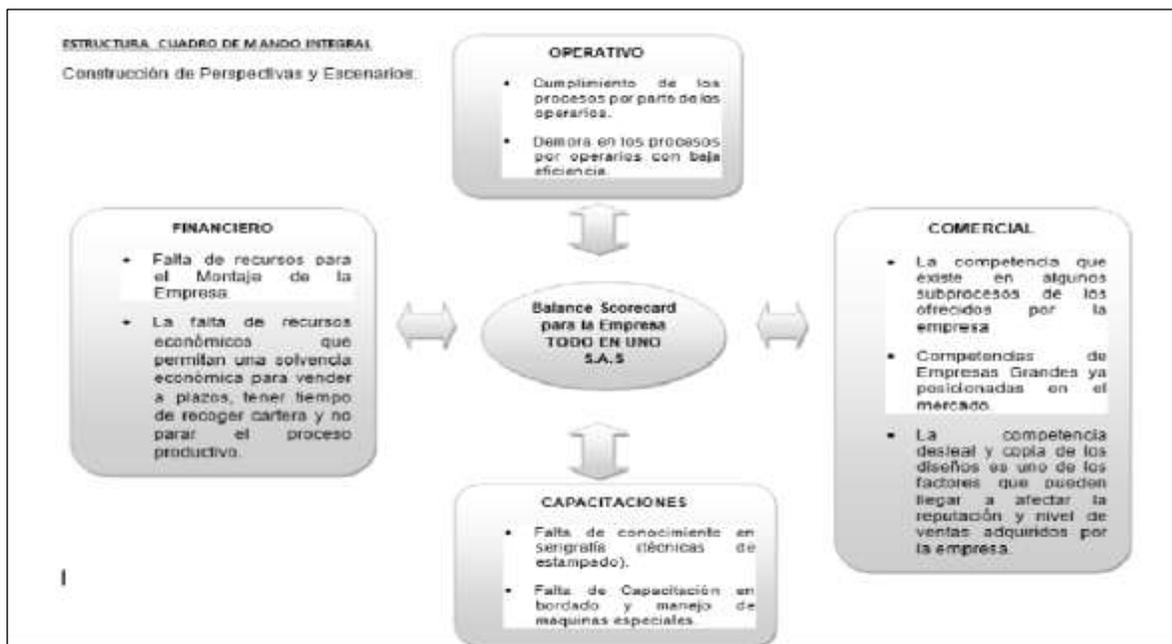 ESTRUCTURA CUADRO DE MANDO INTEGRAL
Construcción de Perspectivas y Escenarios.
OPERATIVO
• Cumplimiento de los
procesos por parte de los
operarios.
• Demora en los procesos
por operarios con baja
eficiencia.
FINANCIERO
• Falta de recursos para
el Montaje de la
Empresa.
• La falta de recursos
económicos que
permitan una solvencia
económica para vender
a plazos, tener tiempo
de recoger cartera y no
parar el proceso
productivo.
Balance Scorecard
para la Empresa
TODO EN UNO
S.A.S
COMERCIAL
• La competencia que
existe en algunos
subprocesos de los
ofrecidos por la
empresa
• Competencias de
Empresas Grandes ya
posicionadas en el
mercado.
• La competencia
desleal y copia de los
diseños es uno de los
factores que pueden
llegar a afectar la
reputación y nivel de
ventas adquiridos por
la empresa.
CAPACITACIONES
• Falta de conocimiento en
serigrafía (técnicas de
estampado).
• Falta de Capacitación en
bordado y manejo de
maquinas especiales.